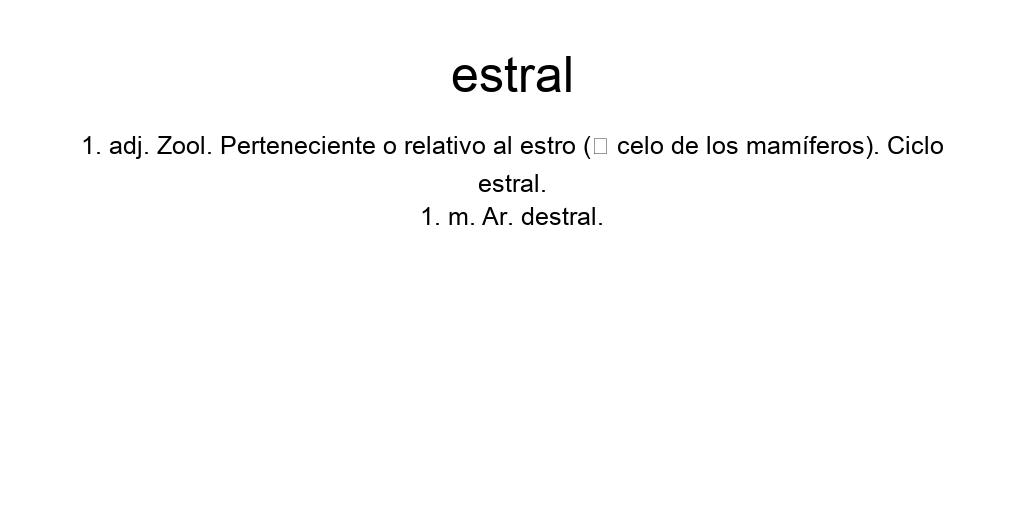 estral
1. adj. Zool. Perteneciente o relativo al estro (□ celo de los mamíferos). Ciclo
estral.
1. m. Ar. destral.